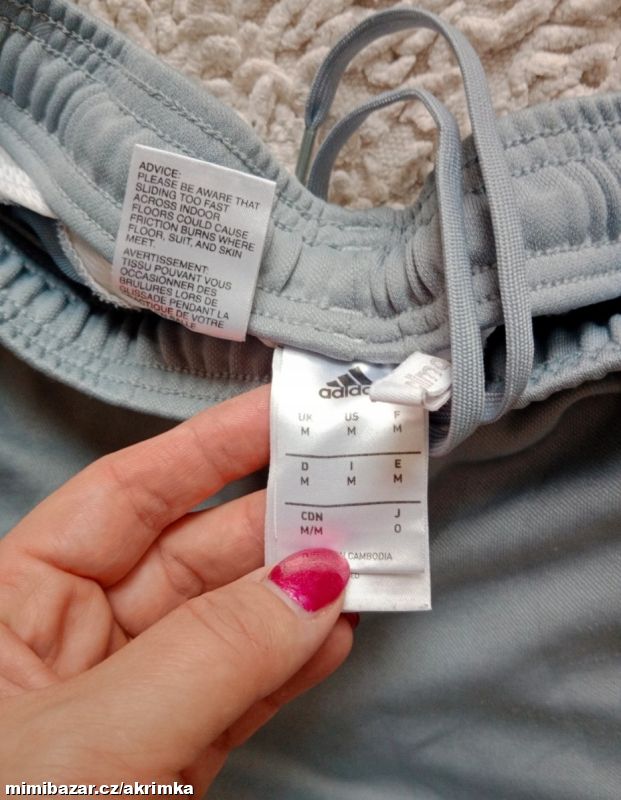 ADVICE:
PLEASE BE AWARE THAT
SLIDING TOO FAST
ACROSS INDOOR
FLOORS COULD CAUSE
FRICTION BURNS WHERE
FLOOR, SUIT, AND SKIN
MEET.
AVERTISSEMENT:
TISSU POUVANT VOUS
OCCASIONNER DES
BRULURES LORS DE
GLISSADE PENDANT LA
DE VOTRE
adidas
UK US F
M M M
D I E
M M M
CDN J
M/M O
CAMBODIA
mimibazar.cz/akrimka